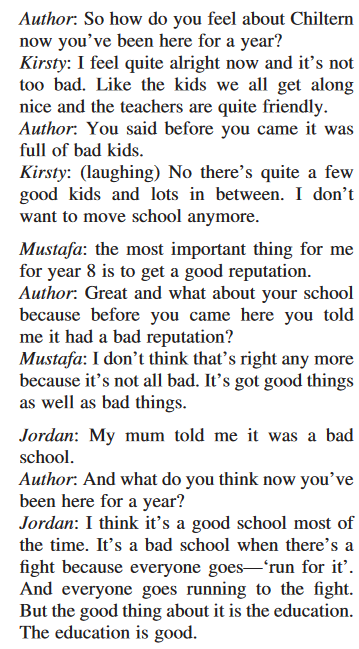 Author: So how do you feel about Chiltern
now you’ve been here for a year?
Kirsty: I feel quite alright now and it’s not
too bad. Like the kids we all get along
nice and the teachers are quite friendly.
Author: You said before you came it was
full of bad kids.
Kirsty: (laughing) No there’s quite a few
good kids and lots in between. I don’t
want to move school anymore.
Mustafa: the most important thing for me
for year 8 is to get a good reputation.
Author: Great and what about your school
because before you came here you told
me it had a bad reputation?
Mustafa: I don’t think that’s right any more
because it’s not all bad. It’s got good things
as well as bad things.
Jordan: My mum told me it was a bad
school.
Author: And what do you think now you’ve
been here for a year?
Jordan: I think it’s a good school most of
the time. It’s a bad school when there’s a
fight because everyone goes—‘run for it’.
And everyone goes running to the fight.
But the good thing about it is the education.
The education is good.